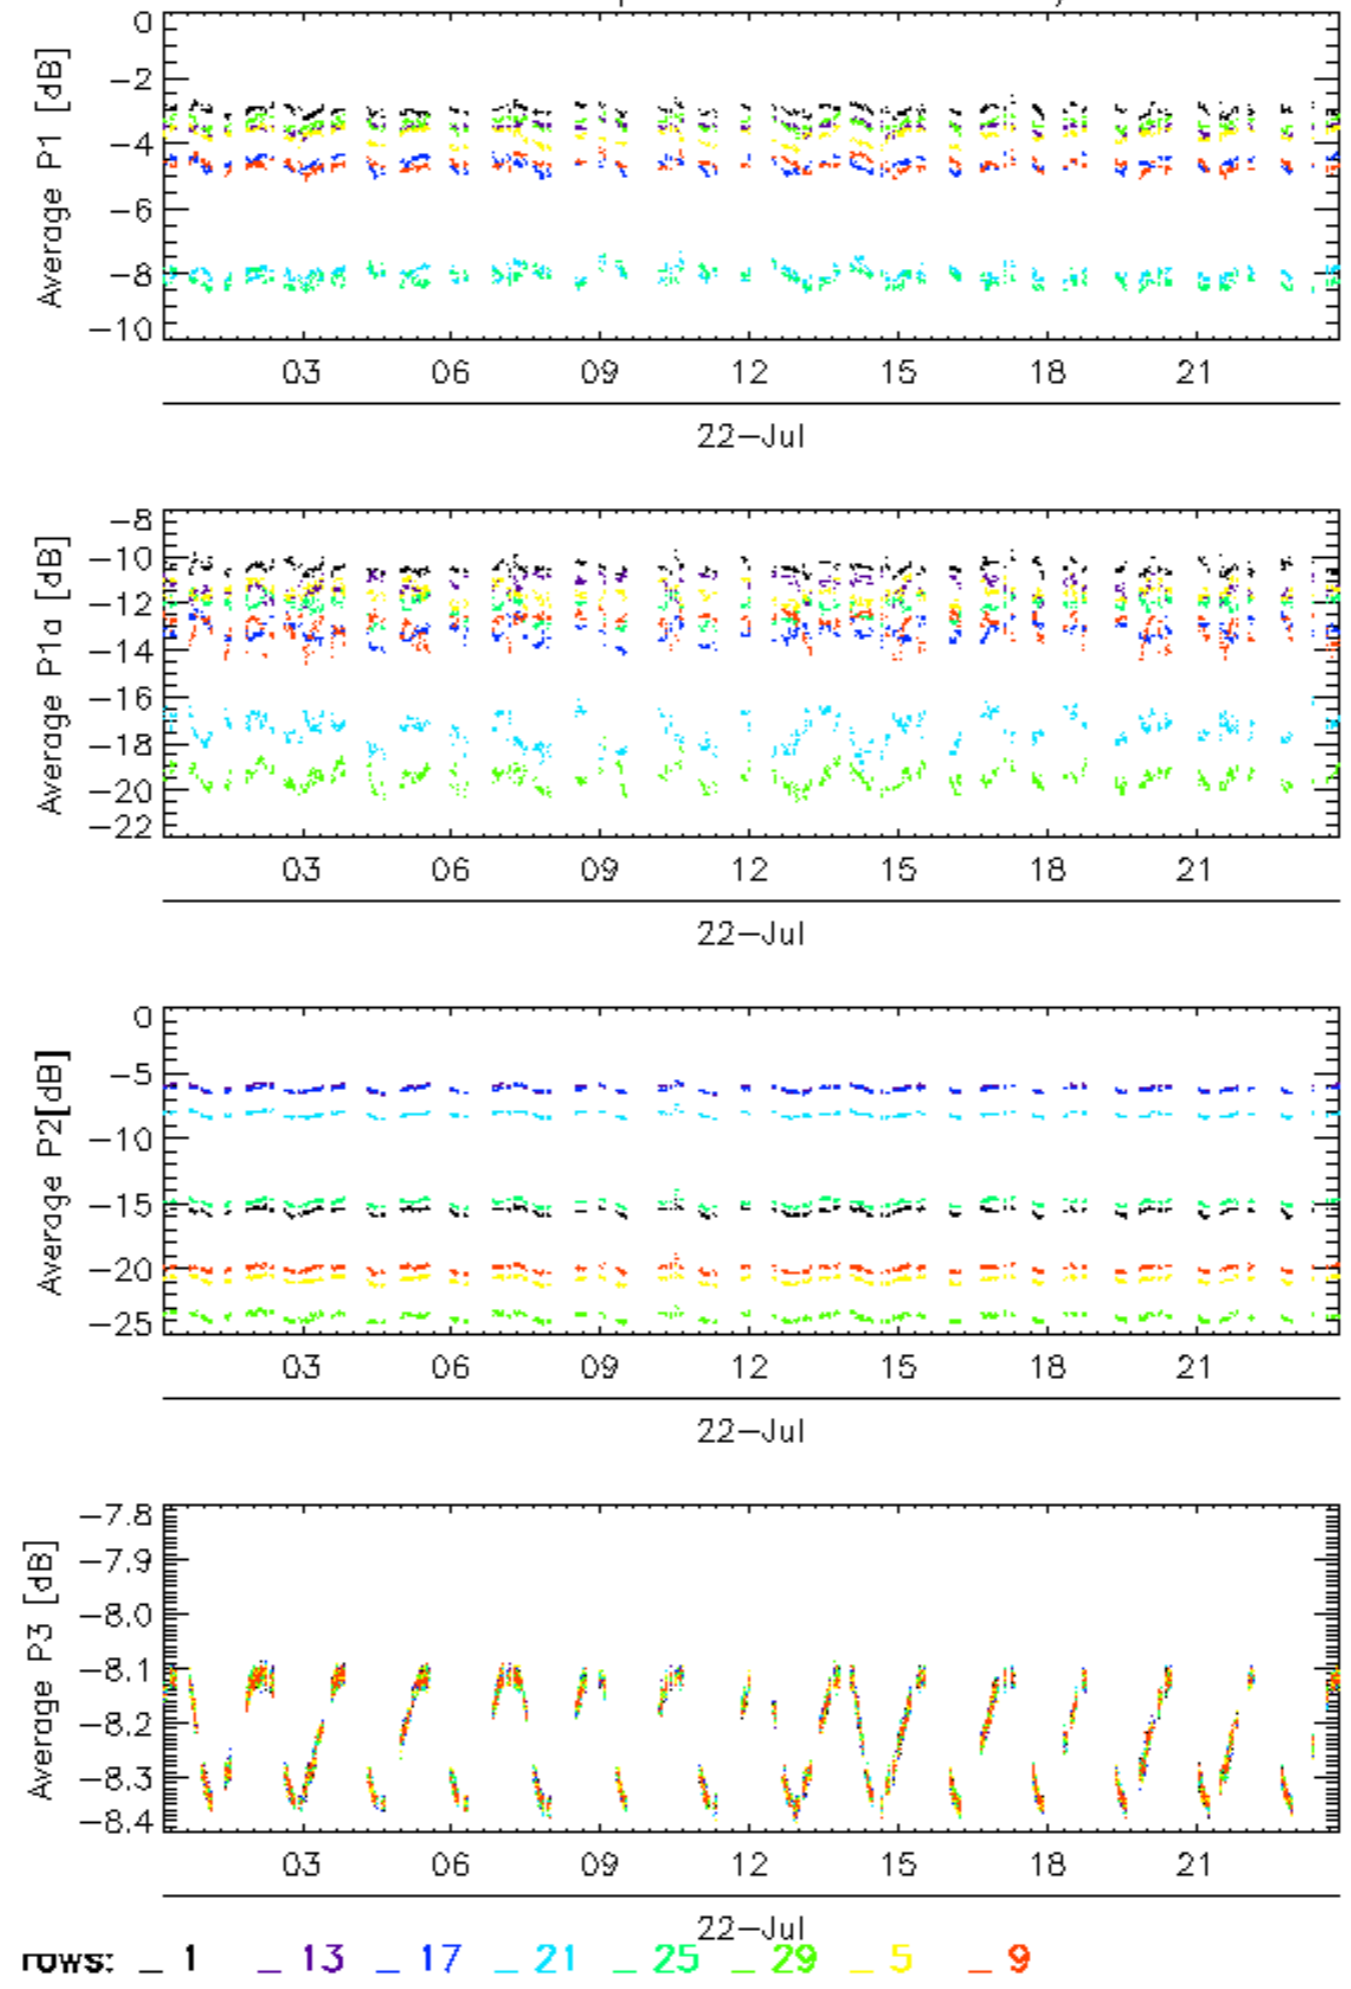 0
−2
−4
−6
−8
−10
Average P1 [dB]
03 06 09 12 15 18 21
22−Jul
−8
−10
−12
−14
−16
−18
−20
−22
Average P1a [dB]
03 06 09 12 15 18 21
22−Jul
0
−5
−10
−15
−20
−25
Average P2[dB]
03 06 09 12 15 18 21
22−Jul
−7.8
−7.9
−8.0
−8.1
−8.2
−8.3
−8.4
Average P3 [dB]
03 06 09 12 15 18 21
22−Jul
rows: _ 1 _ 13 _ 17 _ 21 _ 25 _ 29 _ 5 _ 9